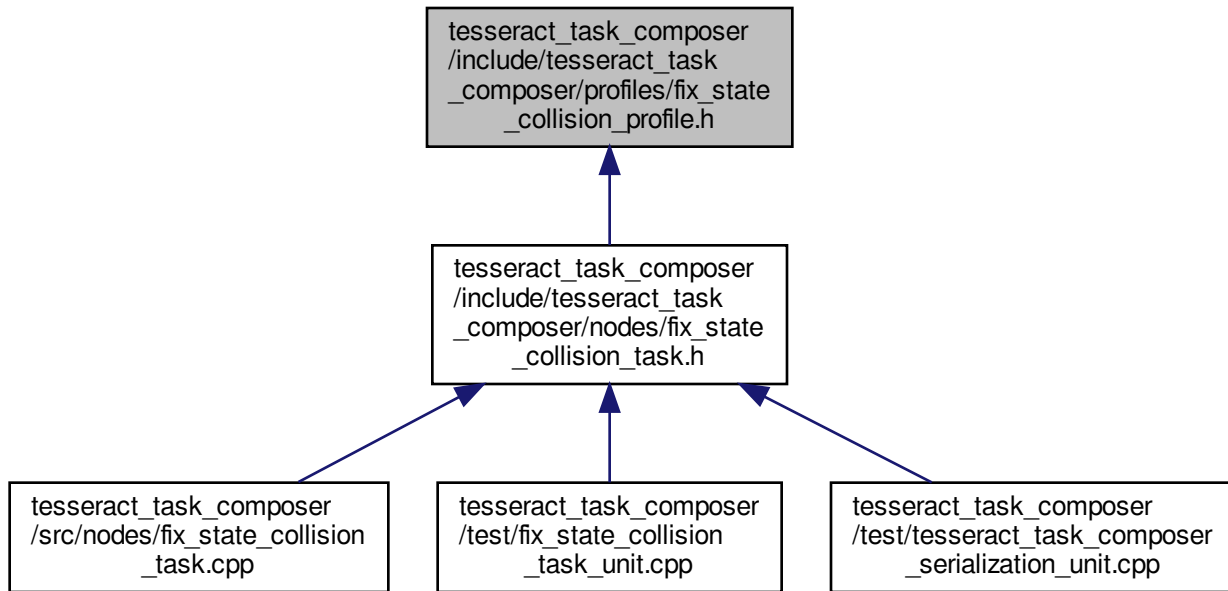 tesseract_task_composer
/include/tesseract_task
_composer/profiles/fix_state
_collision_profile.h
tesseract_task_composer
/include/tesseract_task
_composer/nodes/fix_state
_collision_task.h
tesseract_task_composer
/src/nodes/fix_state_collision
_task.cpp
tesseract_task_composer
/test/fix_state_collision
_task_unit.cpp
tesseract_task_composer
/test/tesseract_task_composer
_serialization_unit.cpp